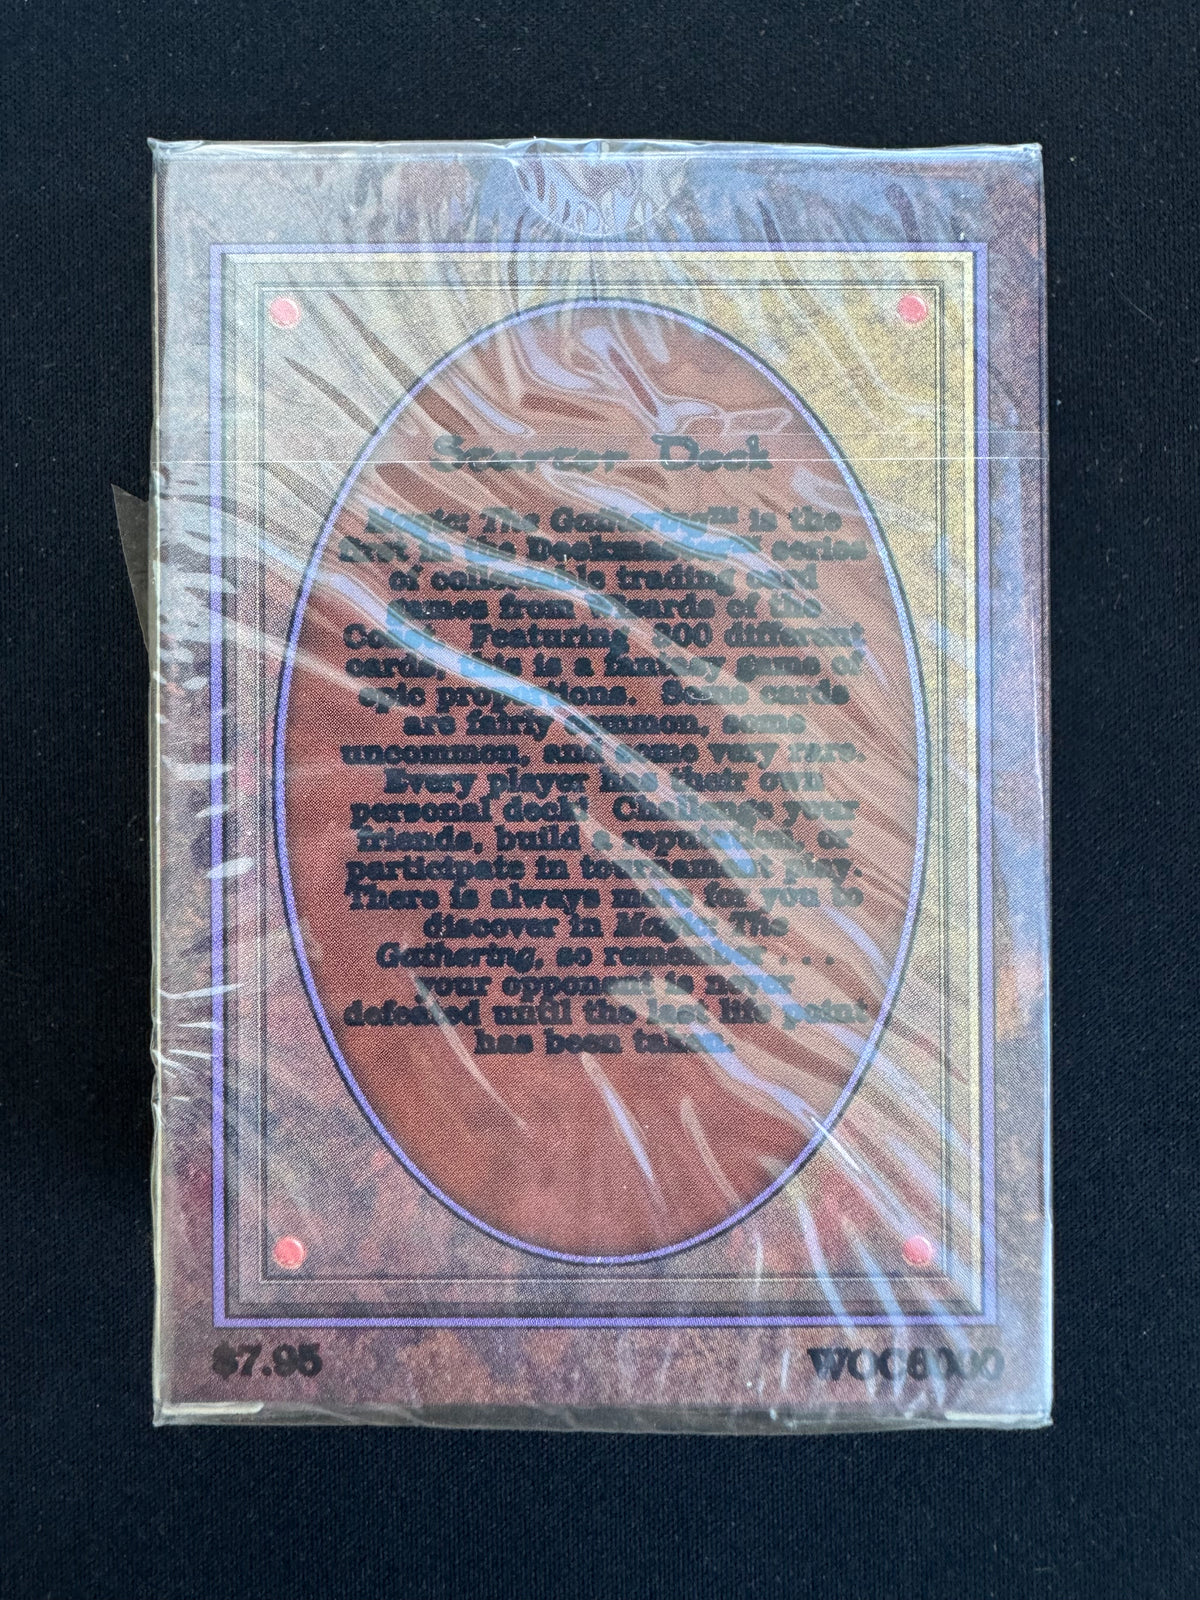 Starter Deck
Magic: The Gathering™ is the
first in the Deckmaster™ series
of collectible trading card
games from Wizards of the
Coast. Featuring 300 different
cards, this is a fantasy game of
epic proportions. Some cards
are fairly common, some
uncommon, and some very rare.
Every player has their own
personal deck! Challenge your
friends, build a reputation, or
participate in tournament play.
There is always more for you to
discover in Magic: The
Gathering, so remember . . .
your opponent is never
defeated until the last life point
has been taken.
$7.95 WOC6000